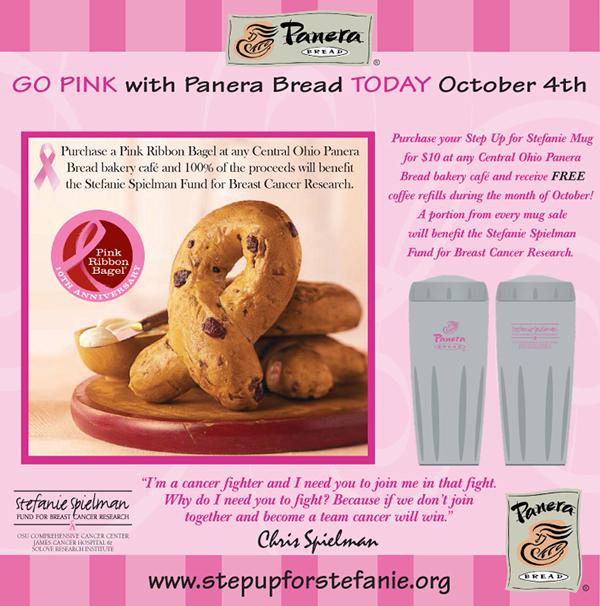 Panera
BREAD
®
GO PINK with Panera Bread TODAY October 4th
Purchase a Pink Ribbon Bagel at any Central Ohio Panera
Bread bakery café and 100% of the proceeds will benefit
the Stefanie Spielman Fund for Breast Cancer Research.
Pink
Ribbon
Bagel®
10TH ANNIVERSARY
Purchase your Step Up for Stefanie Mug
for $10 at any Central Ohio Panera
Bread bakery café and receive FREE
coffee refills during the month of October!
A portion from every mug sale
will benefit the Stefanie Spielman
Fund for Breast Cancer Research.
Panera
BREAD
stefanie spielman
"I'm a cancer fighter and I need you to join me in that fight.
Why do I need you to fight? Because if we don't join
together and become a team cancer will win."
Chris Spielman
stefanie spielman
FUND FOR BREAST CANCER RESEARCH
OSU COMPREHENSIVE CANCER CENTER
JAMES CANCER HOSPITAL &
SOLOVE RESEARCH INSTITUTE
Panera
BREAD
®
www.stepupforstefanie.org